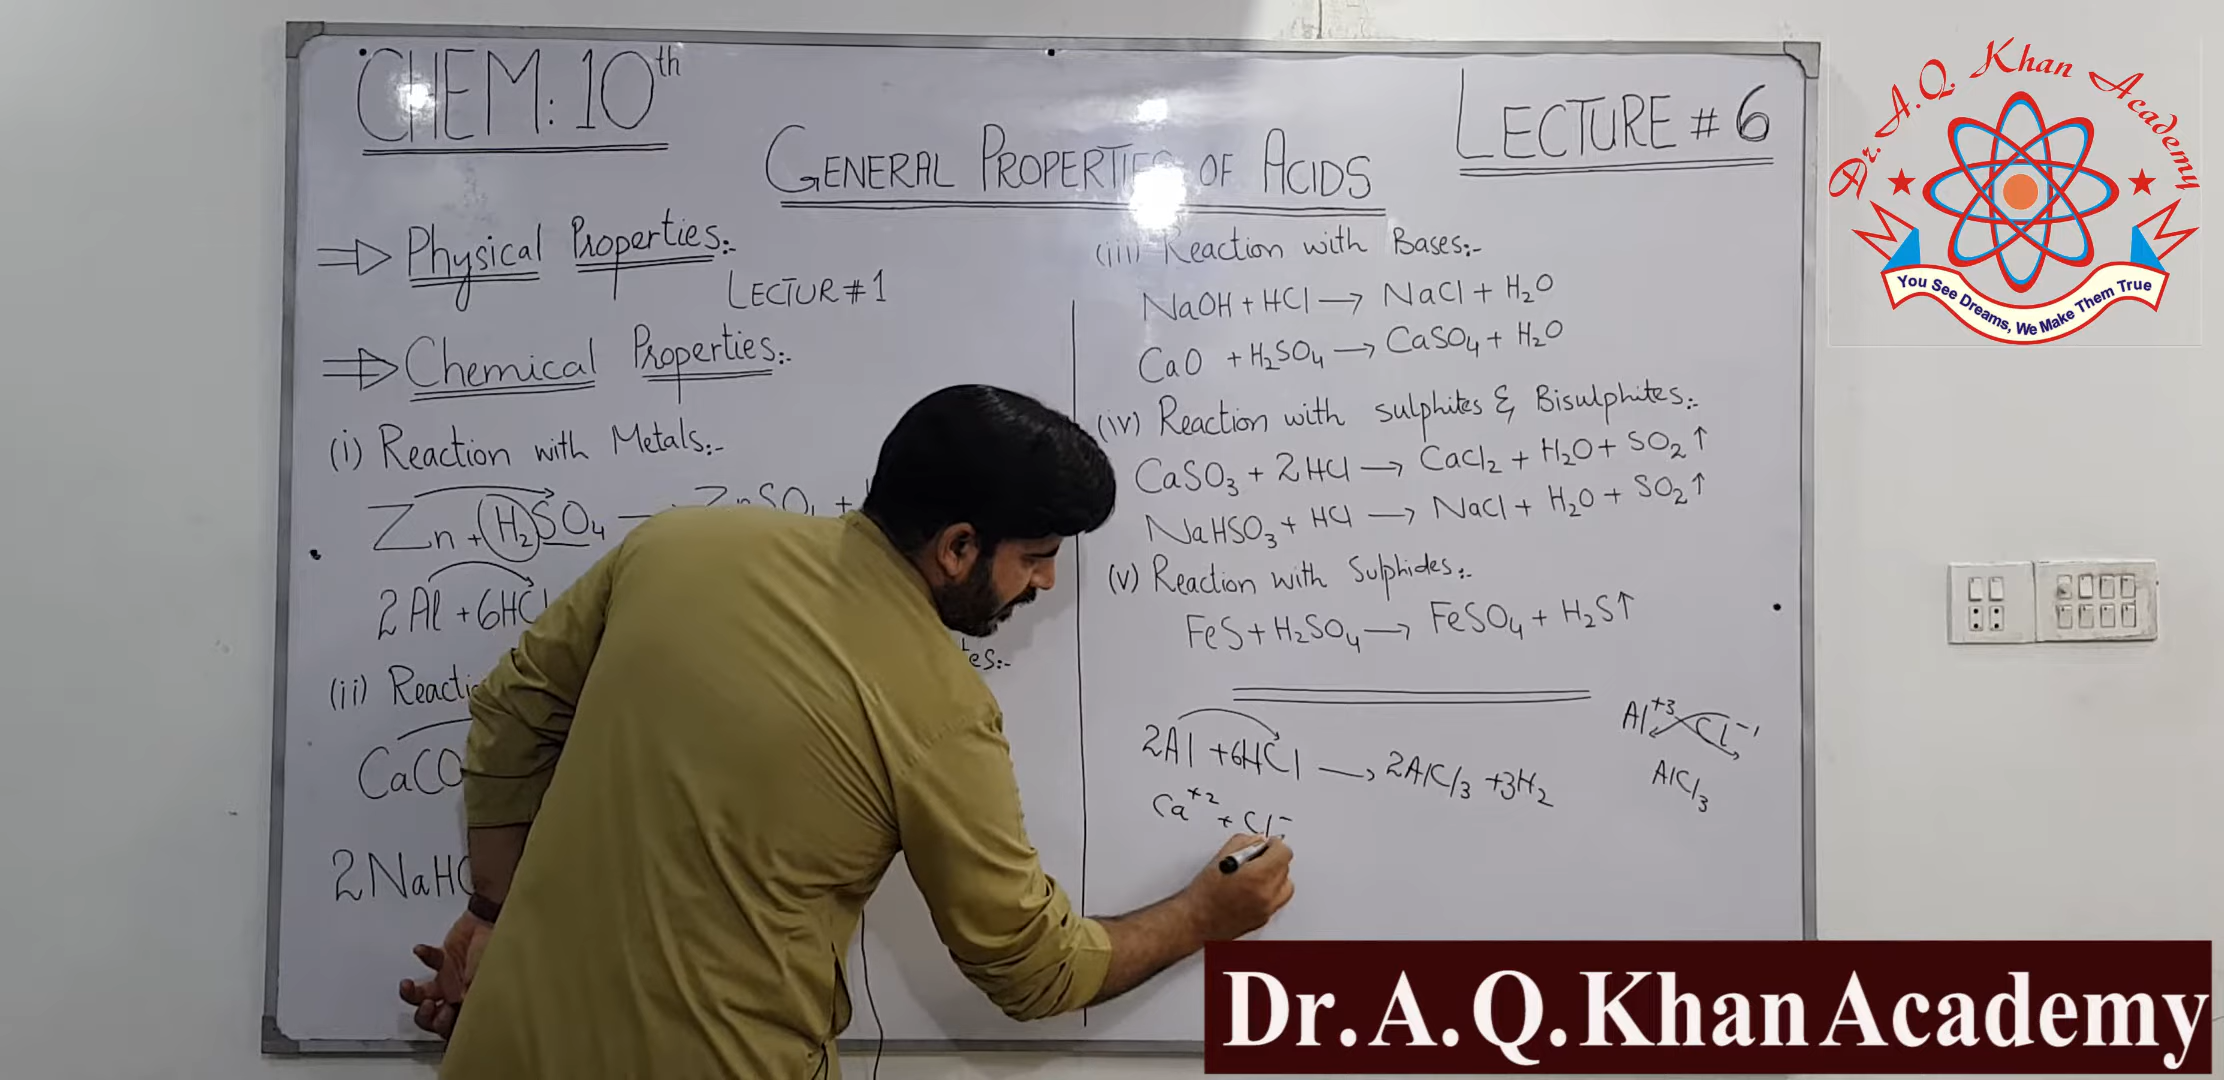 CHEM: 10th
LECTURE # 6
GENERAL PROPERTIES OF ACIDS
Dr. A.Q. Khan Academy
You See Dreams, We Make Them True
⇒ Physical Properties:-
LECTUR # 1
⇒ Chemical Properties:-
(i) Reaction with Metals:-
Zn + H₂SO₄ → ZnSO₄ +
2Al + 6HCl
(ii) Reacti
es:-
CaCO
2NaHC
(iii) Reaction with Bases:-
NaOH + HCl → NaCl + H₂O
CaO + H₂SO₄ → CaSO₄ + H₂O
(iv) Reaction with sulphites & Bisulphites:-
CaSO₃ + 2HCl → CaCl₂ + H₂O + SO₂↑
NaHSO₃ + HCl → NaCl + H₂O + SO₂↑
(v) Reaction with Sulphides:-
FeS + H₂SO₄ → FeSO₄ + H₂S↑
Al⁺³ Cl⁻¹
AlCl₃
2Al + 6HCl → 2AlCl₃ + 3H₂
Ca⁺² + Cl⁻
Dr. A. Q. Khan Academy